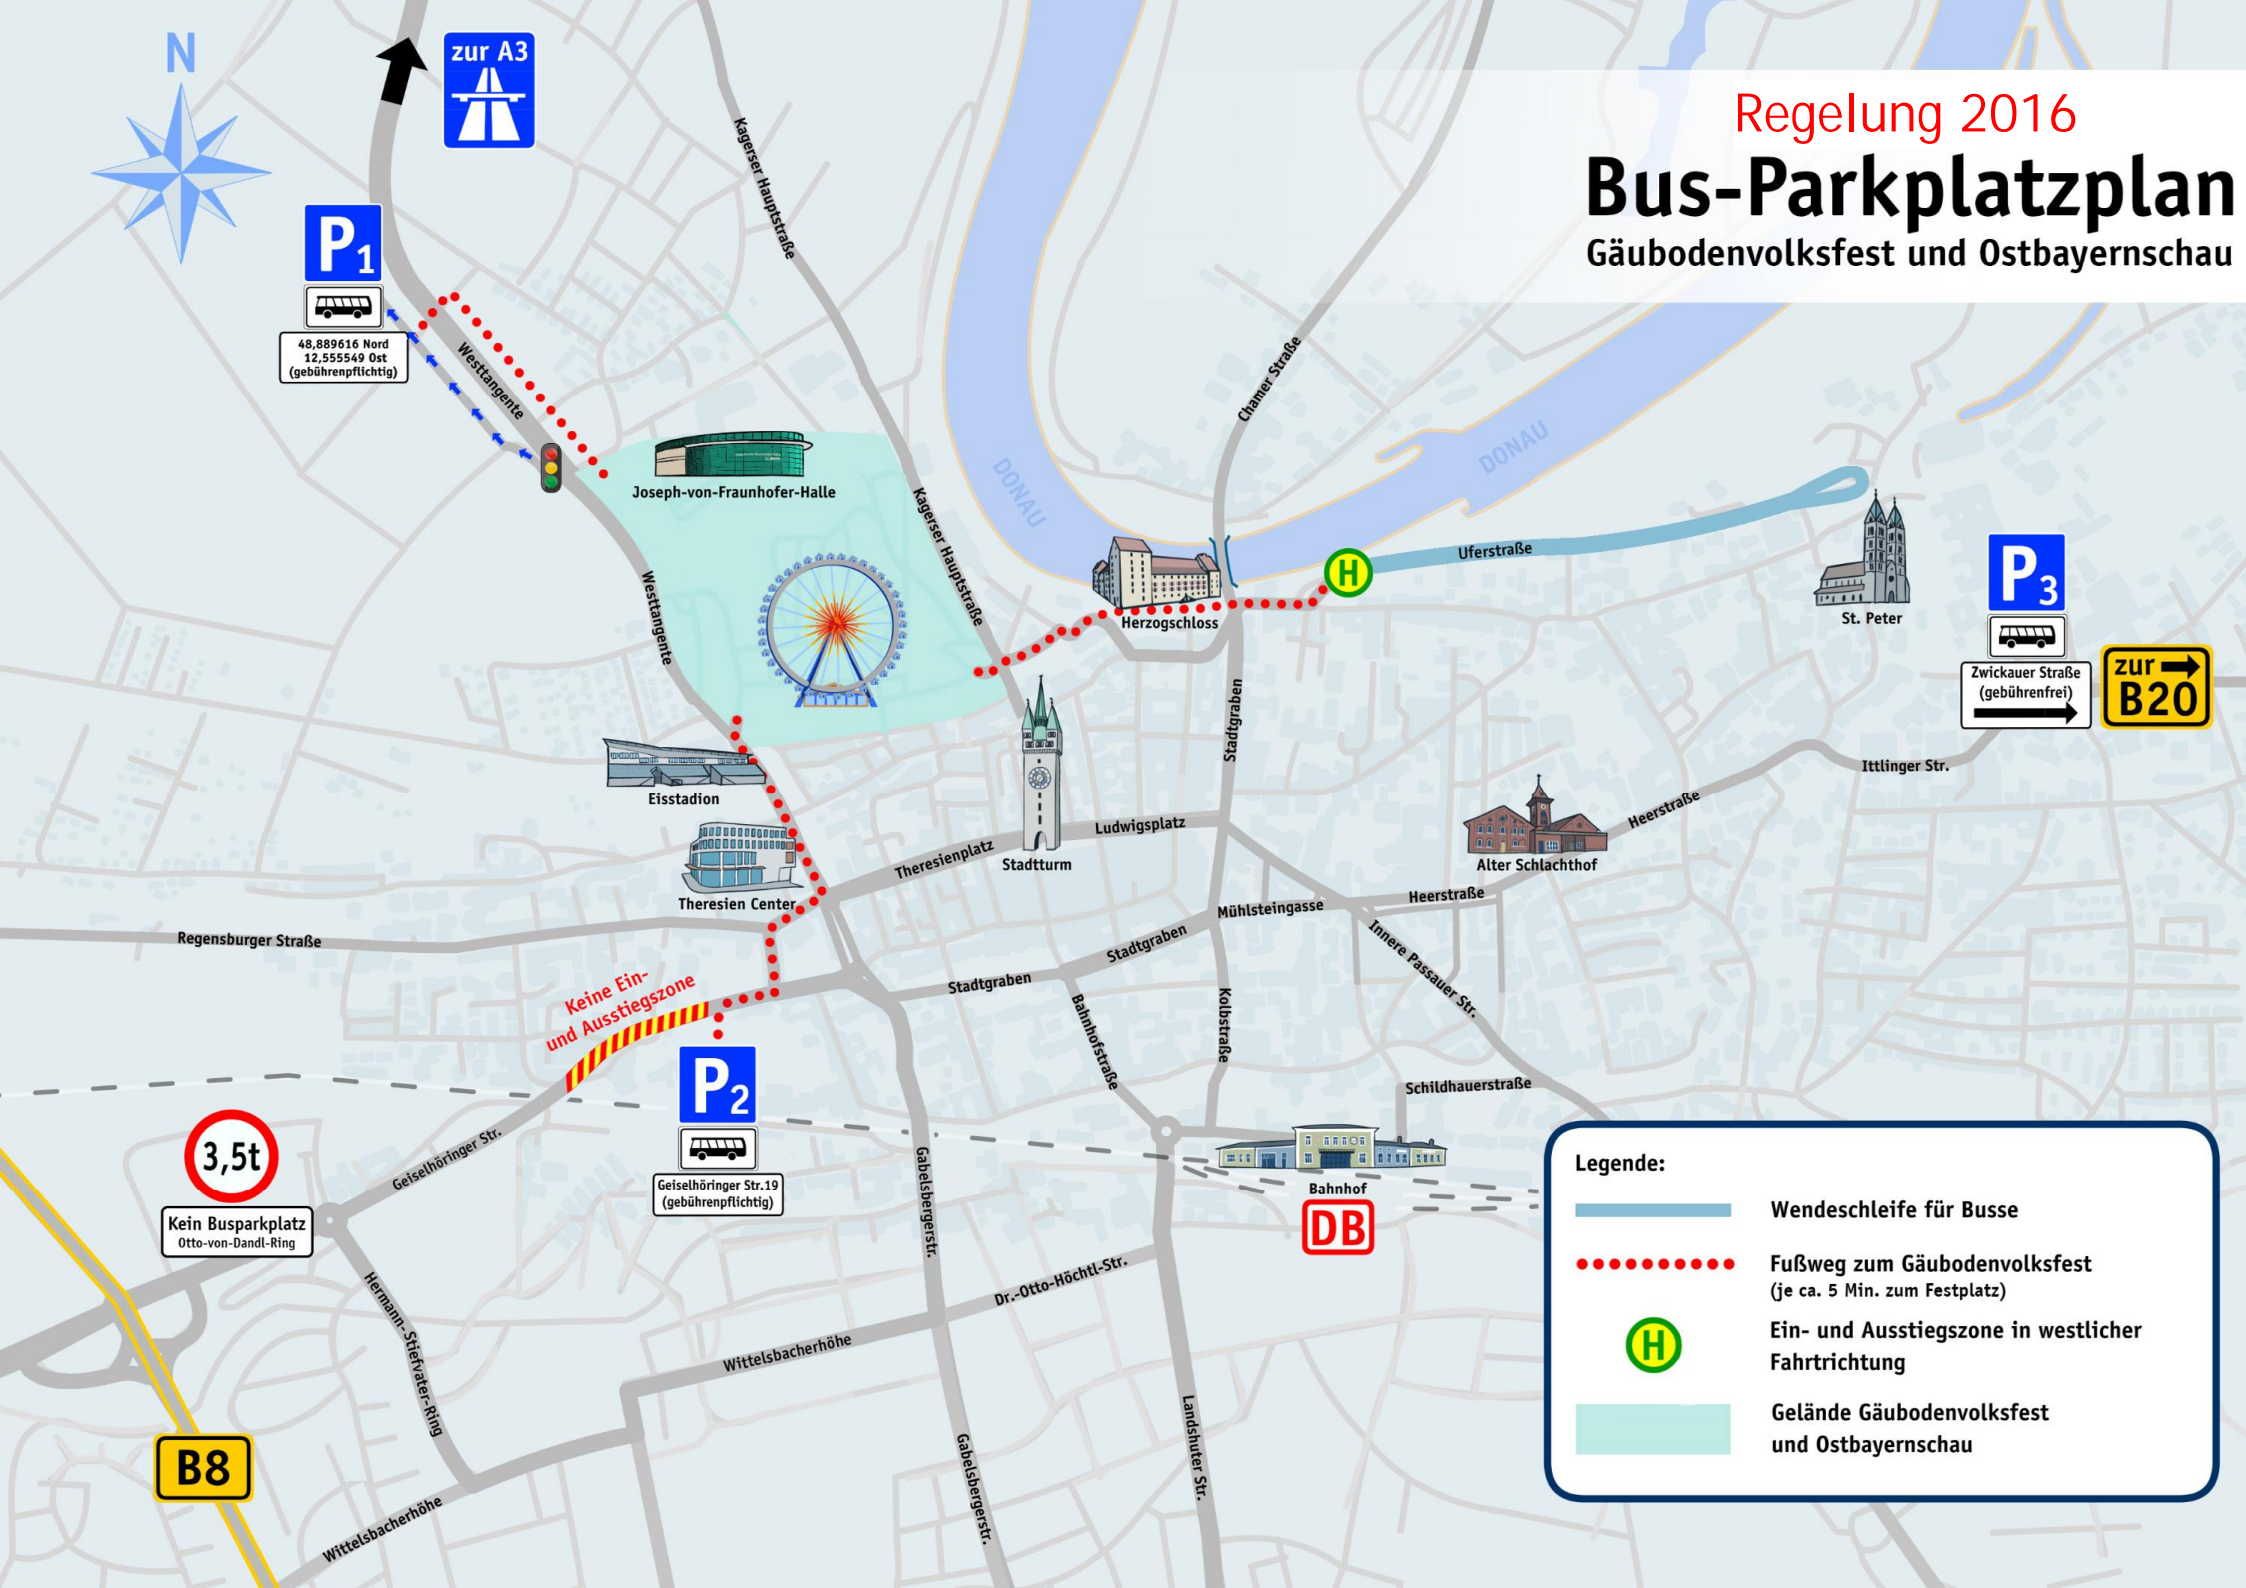 N
zur A3
Regelung 2016
Bus-Parkplatzplan
Gäubodenvolksfest und Ostbayernschau
P1
48,889616 Nord
12,555549 Ost
(gebührenpflichtig)
Westtangente
Kagerser Hauptstraße
Chamer Straße
DONAU
DONAU
Joseph-von-Fraunhofer-Halle
Kagerser Hauptstraße
Westtangente
H
Uferstraße
Herzogschloss
St. Peter
P3
Zwickauer Straße
(gebührenfrei)
zur
B20
Ittlinger Str.
Stadtgraben
Eisstadion
Theresien Center
Theresienplatz
Stadtturm
Ludwigsplatz
Alter Schlachthof
Heerstraße
Heerstraße
Mühlsteingasse
Stadtgraben
Stadtgraben
Innere Passauer Str.
Regensburger Straße
Keine Ein-
und Ausstiegszone
Bahnhofstraße
Kolbstraße
Schildhauerstraße
P2
Geiselhöringer Str.19
(gebührenpflichtig)
3,5t
Kein Busparkplatz
Otto-von-Dandl-Ring
Geiselhöringer Str.
Gabelsbergerstr.
Bahnhof
DB
Hermann-Stiefvater-Ring
Dr.-Otto-Höchtl-Str.
Wittelsbacherhöhe
Landshuter Str.
Gabelsbergerstr.
B8
Wittelsbacherhöhe
Legende:
Wendeschleife für Busse
Fußweg zum Gäubodenvolksfest
(je ca. 5 Min. zum Festplatz)
H
Ein- und Ausstiegszone in westlicher
Fahrtrichtung
Gelände Gäubodenvolksfest
und Ostbayernschau